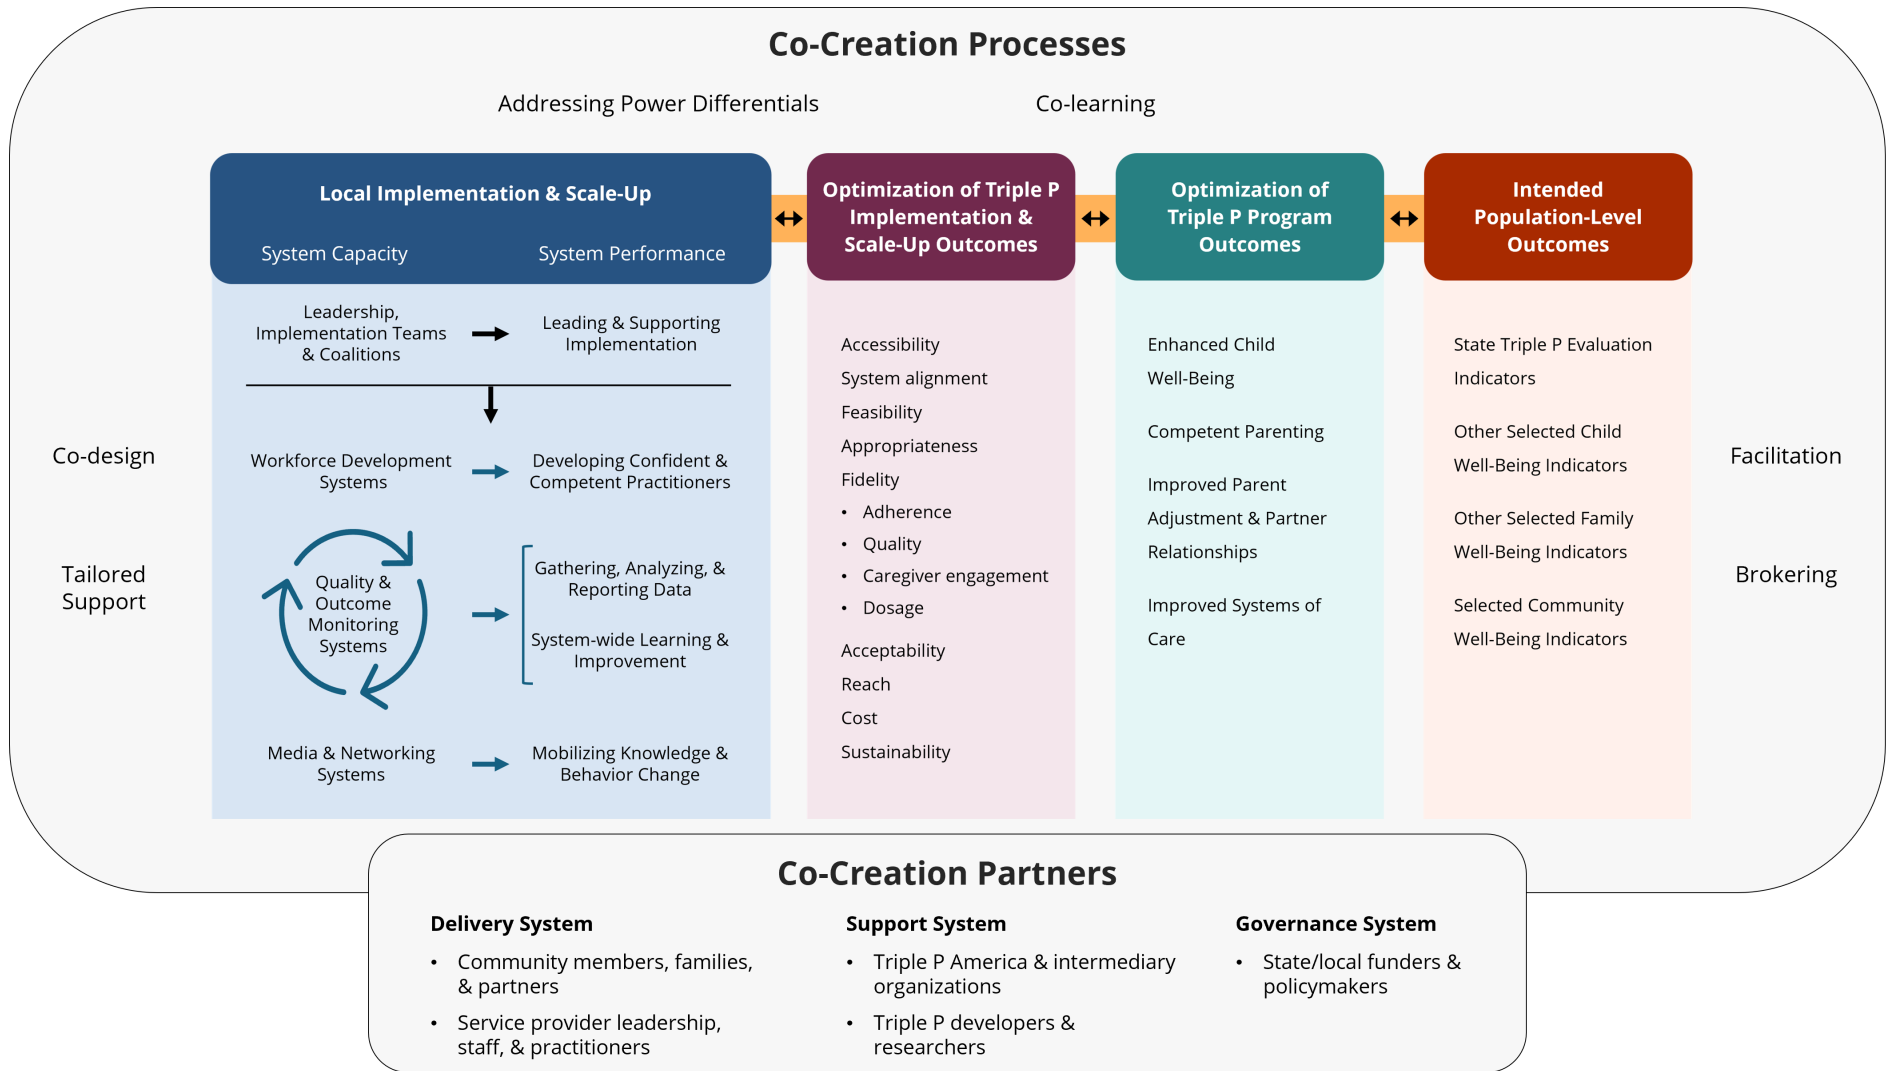 Co-Creation Processes
Addressing Power Differentials
Co-learning
Co-design
Tailored
Support
Local Implementation & Scale-Up
System Capacity
System Performance
Leadership,
Implementation Teams
& Coalitions
Leading & Supporting
Implementation
Workforce Development
Systems
Developing Confident &
Competent Practitioners
Quality &
Outcome
Monitoring
Systems
Gathering, Analyzing, &
Reporting Data
System-wide Learning &
Improvement
Media & Networking
Systems
Mobilizing Knowledge &
Behavior Change
Optimization of Triple P
Implementation &
Scale-Up Outcomes
Accessibility
System alignment
Feasibility
Appropriateness
Fidelity
• Adherence
• Quality
• Caregiver engagement
• Dosage
Acceptability
Reach
Cost
Sustainability
Optimization of
Triple P Program
Outcomes
Enhanced Child
Well-Being
Competent Parenting
Improved Parent
Adjustment & Partner
Relationships
Improved Systems of
Care
Intended
Population-Level
Outcomes
State Triple P Evaluation
Indicators
Other Selected Child
Well-Being Indicators
Other Selected Family
Well-Being Indicators
Selected Community
Well-Being Indicators
Facilitation
Brokering
Co-Creation Partners
Delivery System
• Community members, families,
& partners
• Service provider leadership,
staff, & practitioners
Support System
• Triple P America & intermediary
organizations
• Triple P developers &
researchers
Governance System
• State/local funders &
policymakers